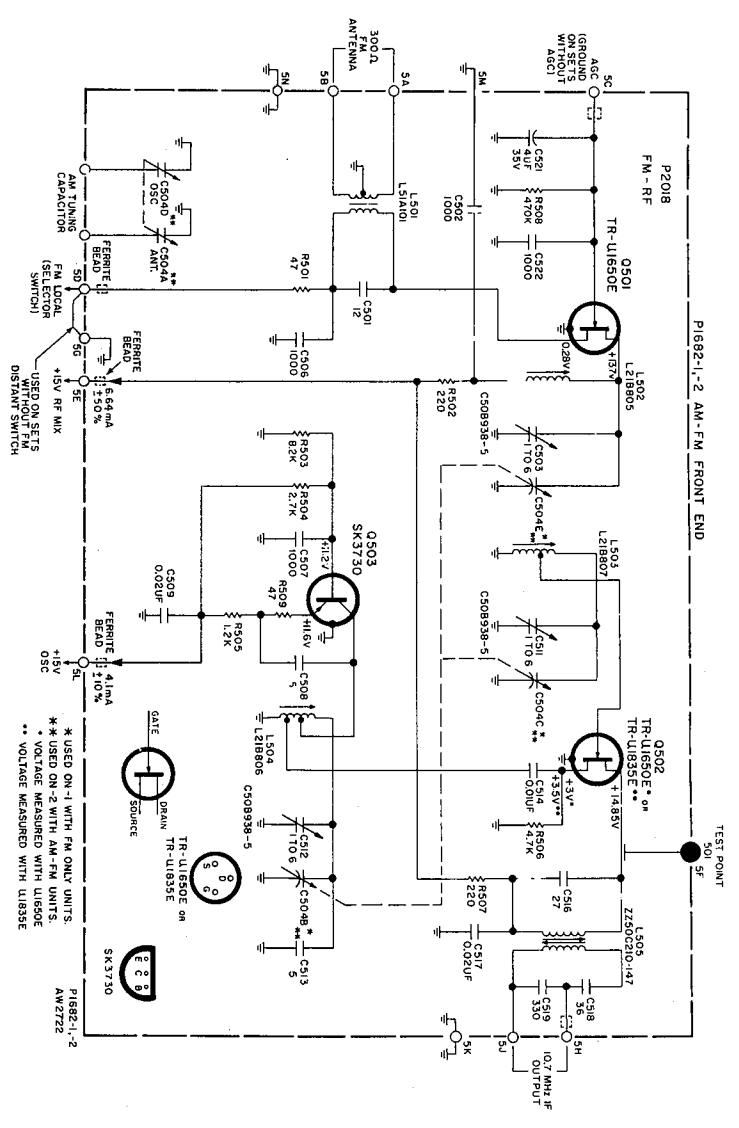 P1682-1,-2 AM-FM FRONT END
P2018
FM-RF
TEST POINT
501
5F
5C
AGC
(GROUND
ON SETS
WITHOUT
AGC)
C521
4UF
35V
R508
470K
C522
1000
Q501
TR-U1650E
+13.7V
0.28V
L502
L21B805
C50B938-5
C503
1 TO 6
C504E
*
**
L503
L21B807
C50B938-5
C511
1 TO 6
C504C
*
**
Q502
TR-U1650E* OR
TR-U1835E**
+14.85V
+3V*
+3.5V**
C514
0.01UF
R506
4.7K
C516
27
R507
220
C517
0.02UF
L505
ZZ50C210-147
C518
36
C519
330
5H
5J
10.7 MHz IF
OUTPUT
5K
5M
C502
1000
R502
220
300Ω
FM
ANTENNA
5A
5B
5N
L501
L51A101
C501
12
R501
47
C506
1000
C504D
**
OSC
C504A
**
ANT.
AM TUNING
CAPACITOR
FERRITE
BEAD
5D
FM LOCAL
(SELECTOR
SWITCH)
5G
USED ON SETS
WITHOUT FM
DISTANT SWITCH
FERRITE
BEAD
6.64mA
±50%
5E
+15V RF MIX
R503
8.2K
R504
2.7K
C507
1000
Q503
SK3730
+11.2V
+11.6V
R509
47
R505
1.2K
C509
0.02UF
C508
5
FERRITE
BEAD
4.1mA
±10%
5L
+15V
OSC
L504
L21B806
C50B938-5
C512
1 TO 6
C504B
*
**
C513
5
GATE
DRAIN
SOURCE
TR-U1650E OR
TR-U1835E
S
D
G
SK3730
E C B
* USED ON-1 WITH FM ONLY UNITS.
** USED ON-2 WITH AM-FM UNITS.
* VOLTAGE MEASURED WITH U1650E
** VOLTAGE MEASURED WITH U1835E
P1682-1,-2
AW2722